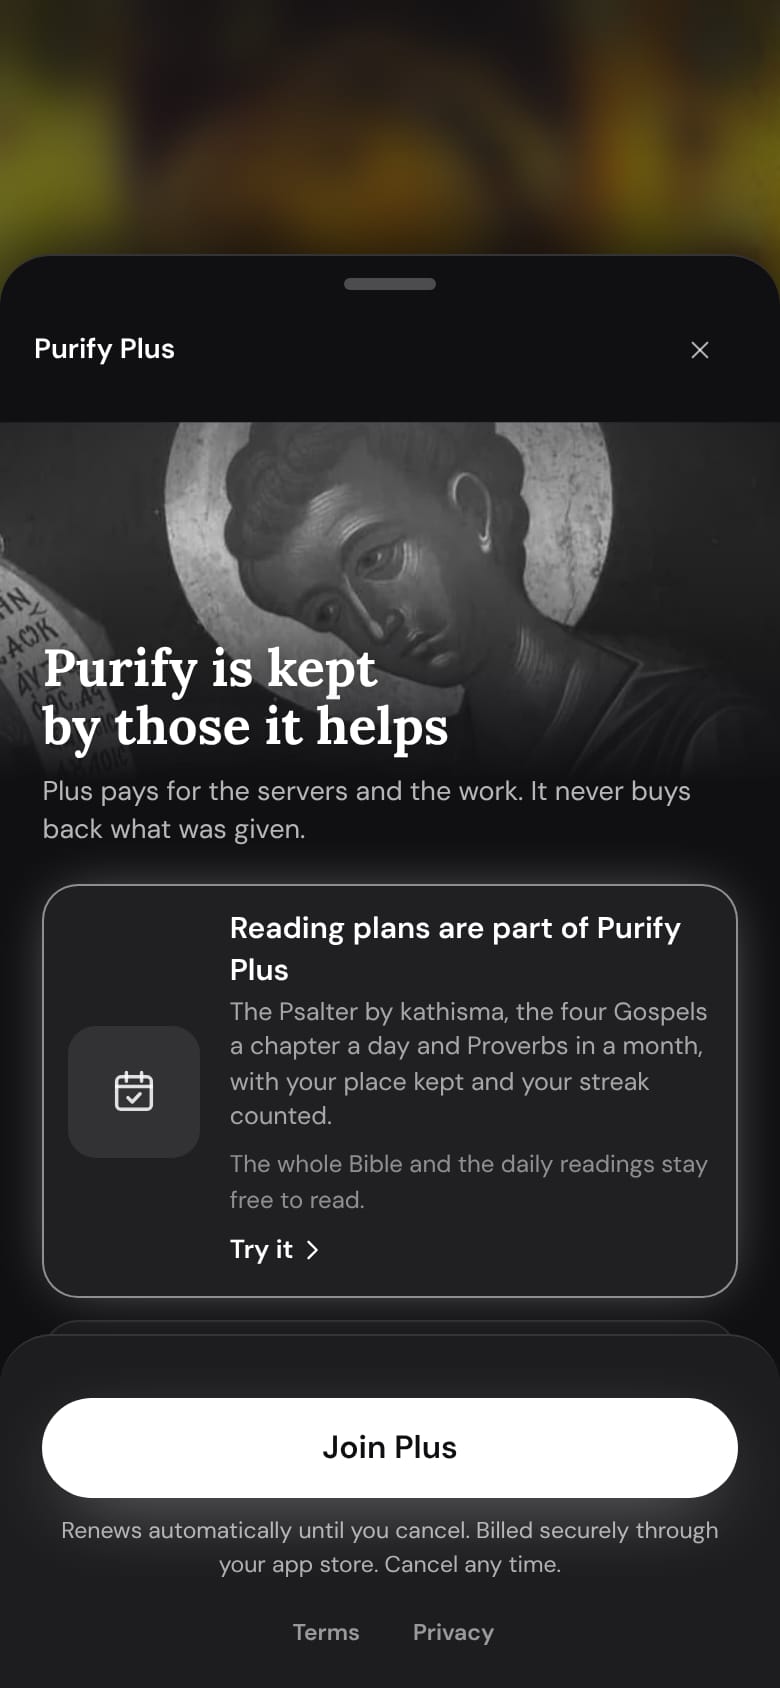 Purify Plus
Purify is kept
by those it helps
Plus pays for the servers and the work. It never buys
back what was given.
Reading plans are part of Purify
Plus
The Psalter by kathisma, the four Gospels
a chapter a day and Proverbs in a month,
with your place kept and your streak
counted.
The whole Bible and the daily readings stay
free to read.
Try it
Join Plus
Renews automatically until you cancel. Billed securely through
your app store. Cancel any time.
Terms Privacy